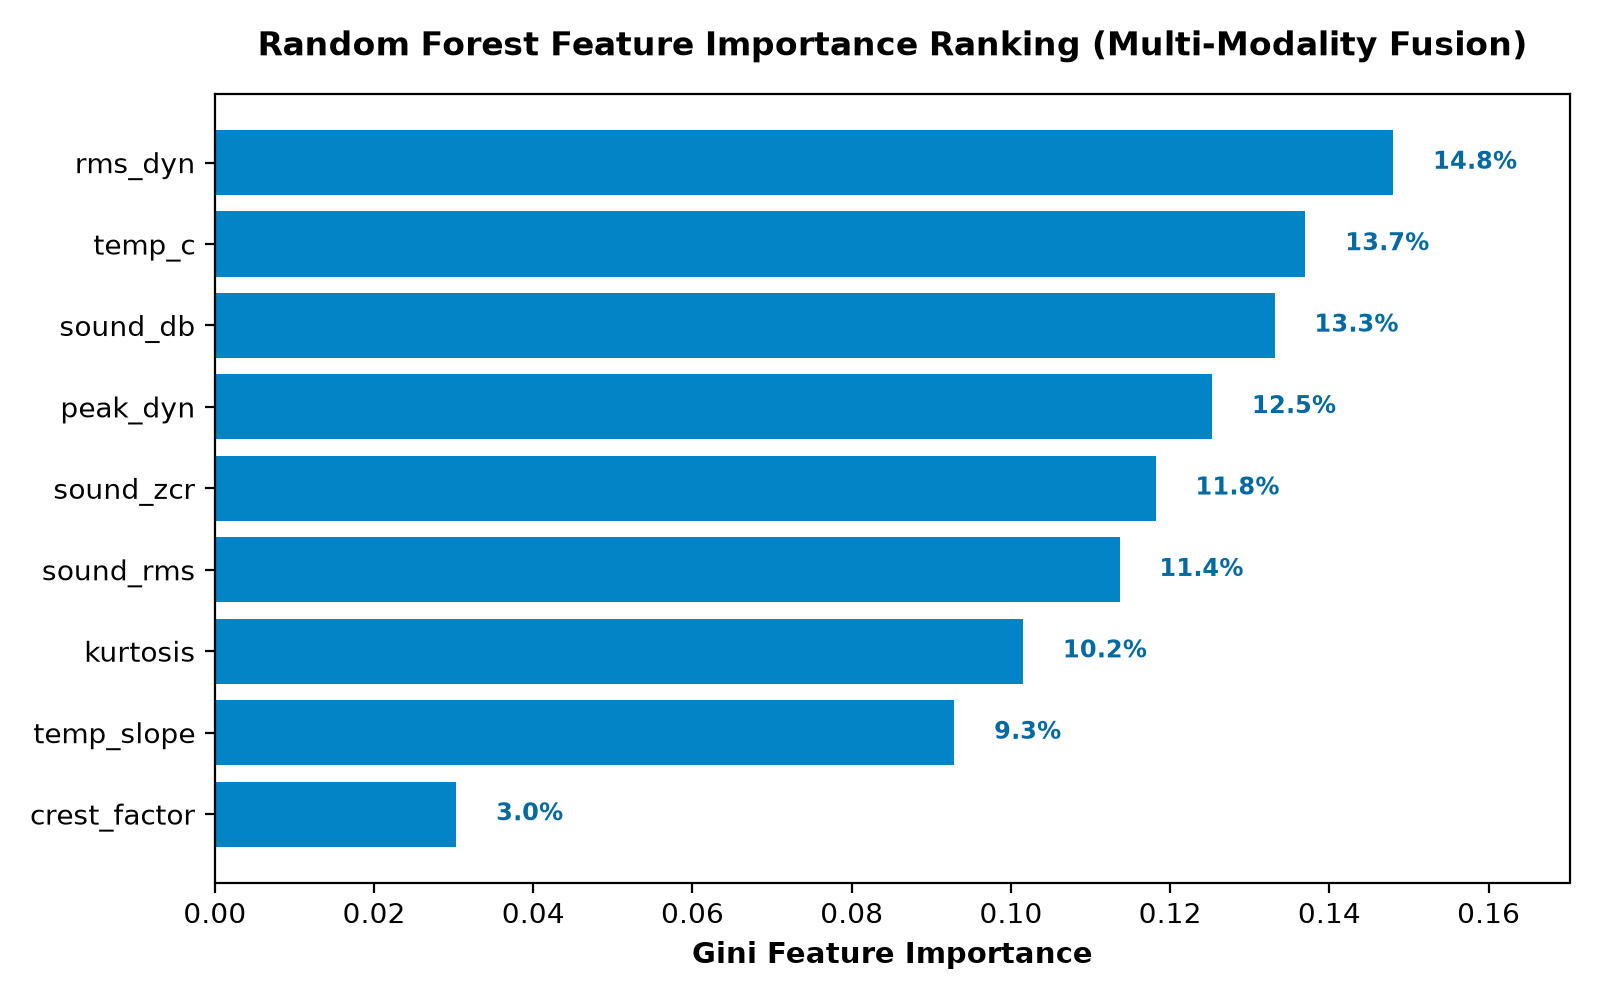 Random Forest Feature Importance Ranking (Multi-Modality Fusion)
rms_dyn 14.8%
temp_c 13.7%
sound_db 13.3%
peak_dyn 12.5%
sound_zcr 11.8%
sound_rms 11.4%
kurtosis 10.2%
temp_slope 9.3%
crest_factor 3.0%
0.00 0.02 0.04 0.06 0.08 0.10 0.12 0.14 0.16
Gini Feature Importance